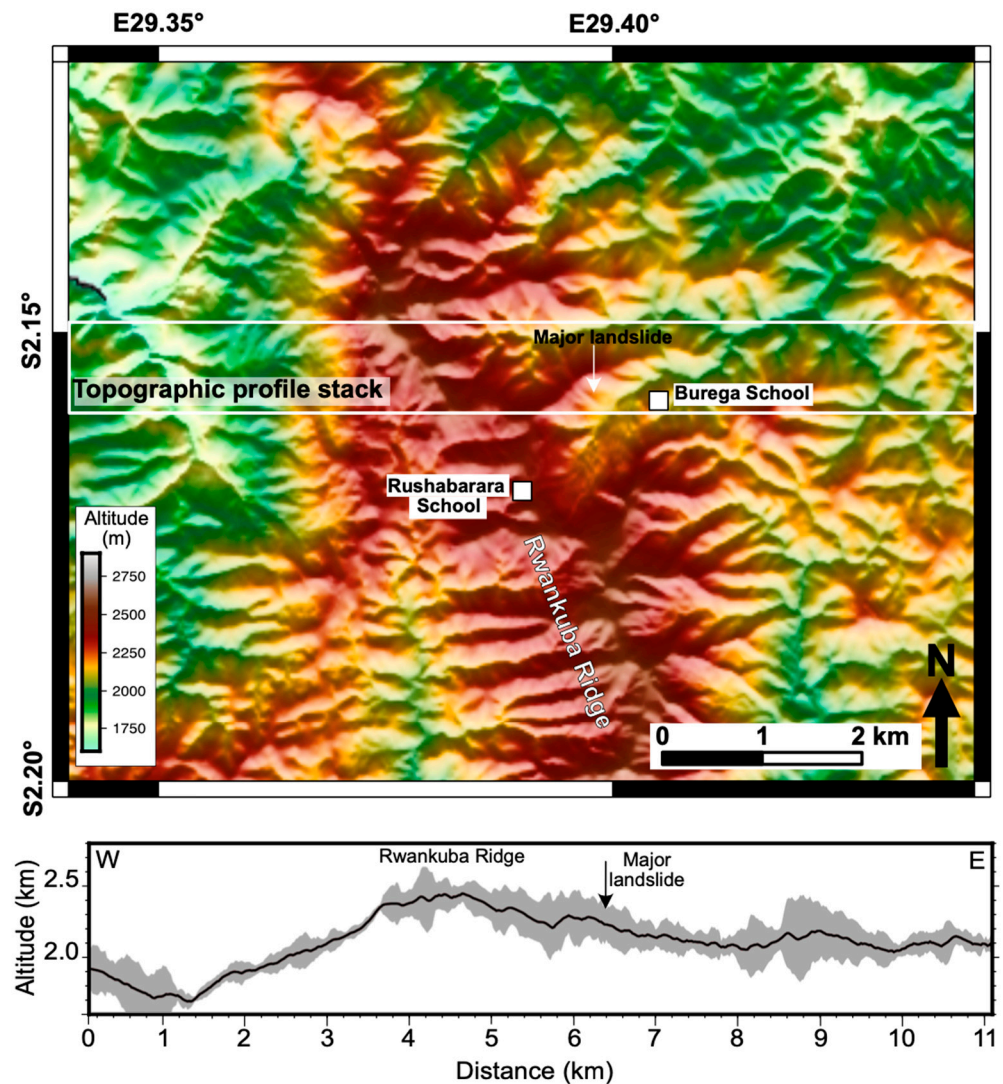 E29.35° E29.40°
S2.15°
Major landslide
Topographic profile stack
Burega School
Rushabarara
School
Rwankuba Ridge
Altitude
(m)
2750
2500
2250
2000
1750
N
0 1 2 km
S2.20°
W Rwankuba Ridge Major E
landslide
Altitude (km)
2.5
2.0
0 1 2 3 4 5 6 7 8 9 10 11
Distance (km)